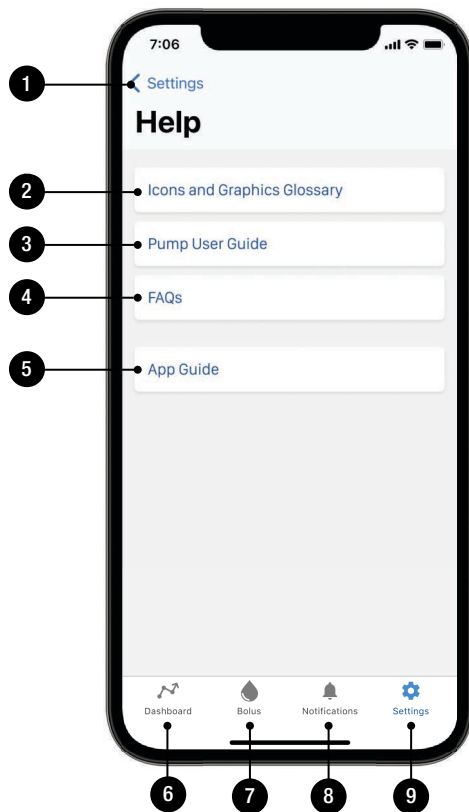 7:06
1
Settings
Help
2
Icons and Graphics Glossary
3
Pump User Guide
4
FAQs
5
App Guide
Dashboard
Bolus
Notifications
Settings
6
7
8
9